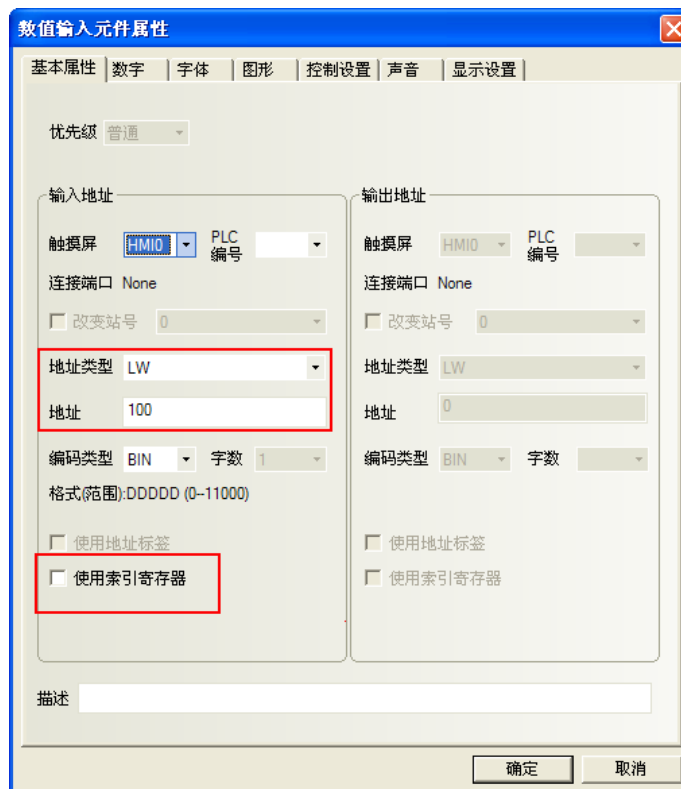 数值输入元件属性
基本属性 数字 字体 图形 控制设置 声音 显示设置
优先级 普通
输入地址
触摸屏 HMI0 PLC编号
连接端口 None
改变站号 0
地址类型 LW
地址 100
编码类型 BIN 字数 1
格式(范围):DDDDD (0--11000)
使用地址标签
使用索引寄存器
输出地址
触摸屏 HMI0 PLC编号
连接端口 None
改变站号 0
地址类型 LW
地址 0
编码类型 BIN 字数
使用地址标签
使用索引寄存器
描述
确定 取消